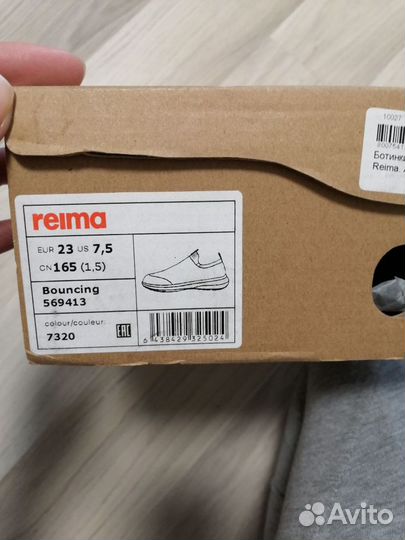 reima
EUR 23 US 7,5
CN 165 (1,5)
Bouncing
569413
colour/couleur:
7320
EAC
6 438429 325024
10027
Ботинки
Reima.
Avito